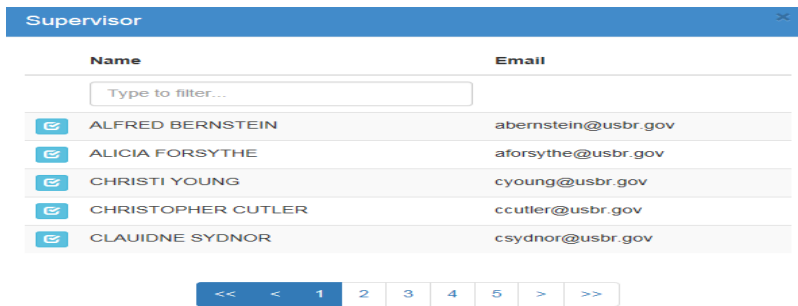 Supervisor ×
Name Email
Type to filter...
ALFRED BERNSTEIN abernstein@usbr.gov
ALICIA FORSYTHE aforsythe@usbr.gov
CHRISTI YOUNG cyoung@usbr.gov
CHRISTOPHER CUTLER ccutler@usbr.gov
CLAUIDNE SYDNOR csydnor@usbr.gov
<< < 1 2 3 4 5 > >>